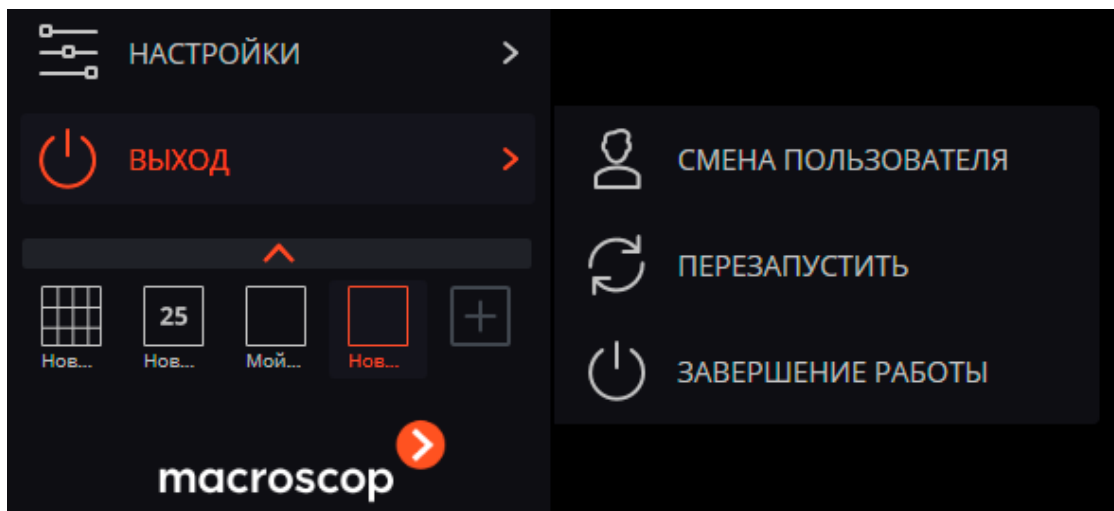 НАСТРОЙКИ
ВЫХОД
25
Нов...
Нов...
Мой...
Нов...
macroscop
СМЕНА ПОЛЬЗОВАТЕЛЯ
ПЕРЕЗАПУСТИТЬ
ЗАВЕРШЕНИЕ РАБОТЫ